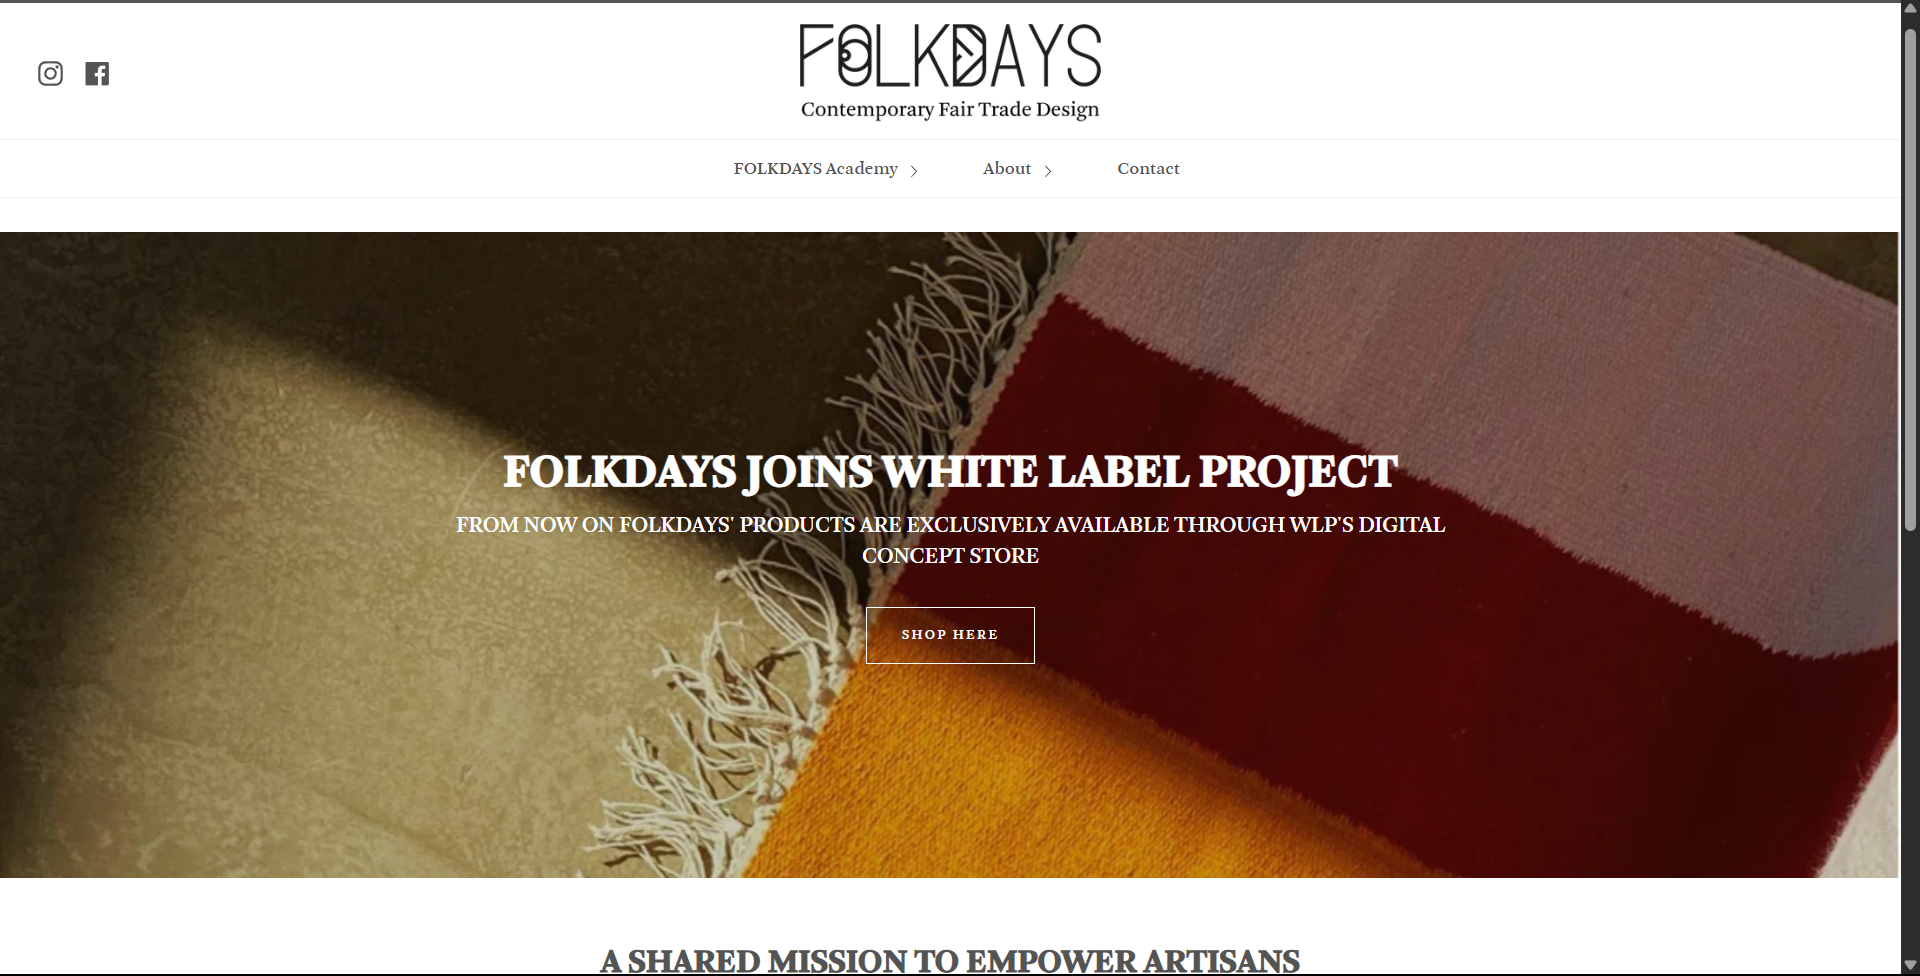 FOLKDAYS
Contemporary Fair Trade Design
FOLKDAYS Academy
About
Contact
FOLKDAYS JOINS WHITE LABEL PROJECT
FROM NOW ON FOLKDAYS' PRODUCTS ARE EXCLUSIVELY AVAILABLE THROUGH WLP'S DIGITAL
CONCEPT STORE
SHOP HERE
A SHARED MISSION TO EMPOWER ARTISANS